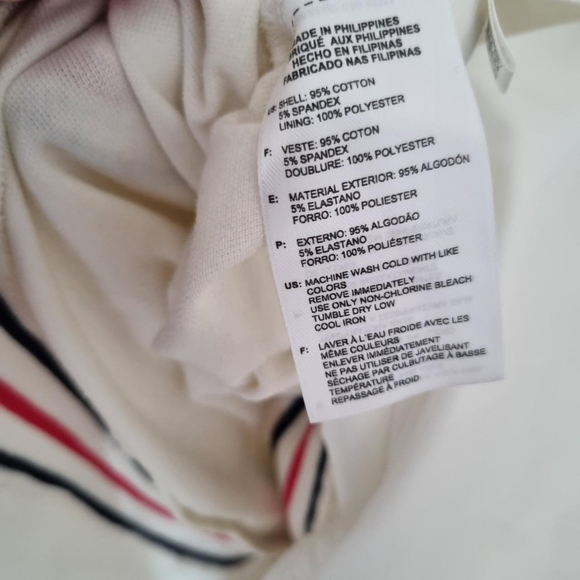 MADE IN PHILIPPINES
FABRIQUÉ AUX PHILIPPINES
HECHO EN FILIPINAS
FABRICADO NAS FILIPINAS
US: SHELL: 95% COTTON
5% SPANDEX
LINING: 100% POLYESTER
F: VESTE: 95% COTON
5% SPANDEX
DOUBLURE: 100% POLYESTER
E: MATERIAL EXTERIOR: 95% ALGODÓN
5% ELASTANO
FORRO: 100% POLIESTER
P: EXTERNO: 95% ALGODÃO
5% ELASTANO
FORRO: 100% POLIÉSTER
US: MACHINE WASH COLD WITH LIKE
COLORS
REMOVE IMMEDIATELY
USE ONLY NON-CHLORINE BLEACH
TUMBLE DRY LOW
COOL IRON
F: LAVER À L'EAU FROIDE AVEC LES
MÊME COULEURS
ENLEVER IMMÉDIATEMENT
NE PAS UTILISER DE JAVELISANT
SÉCHAGE PAR CULBUTAGE À BASSE
TEMPÉRATURE
REPASSAGE À FROID